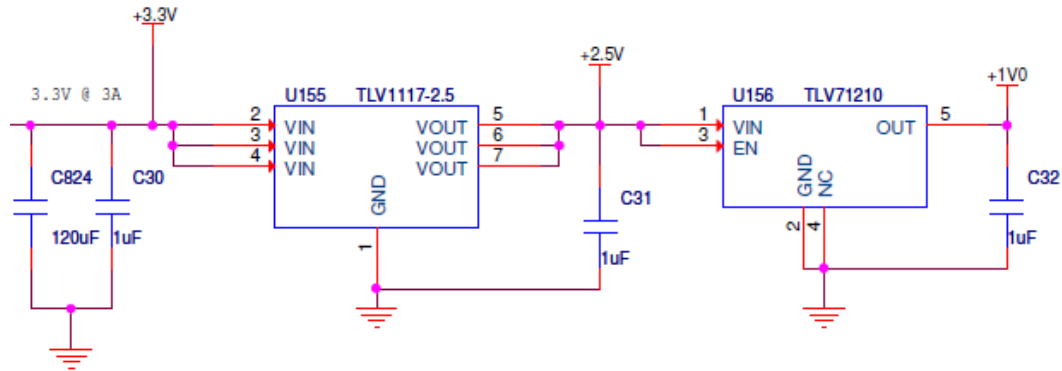 +3.3V
3.3V @ 3A
+2.5V
+1V0
U155 TLV1117-2.5
U156 TLV71210
2 VIN VOUT 5
3 VIN VOUT 6
4 VIN VOUT 7
GND
1
1 VIN OUT 5
3 EN
GND
NC
2
4
C824
120uF
C30
1uF
C31
1uF
C32
1uF